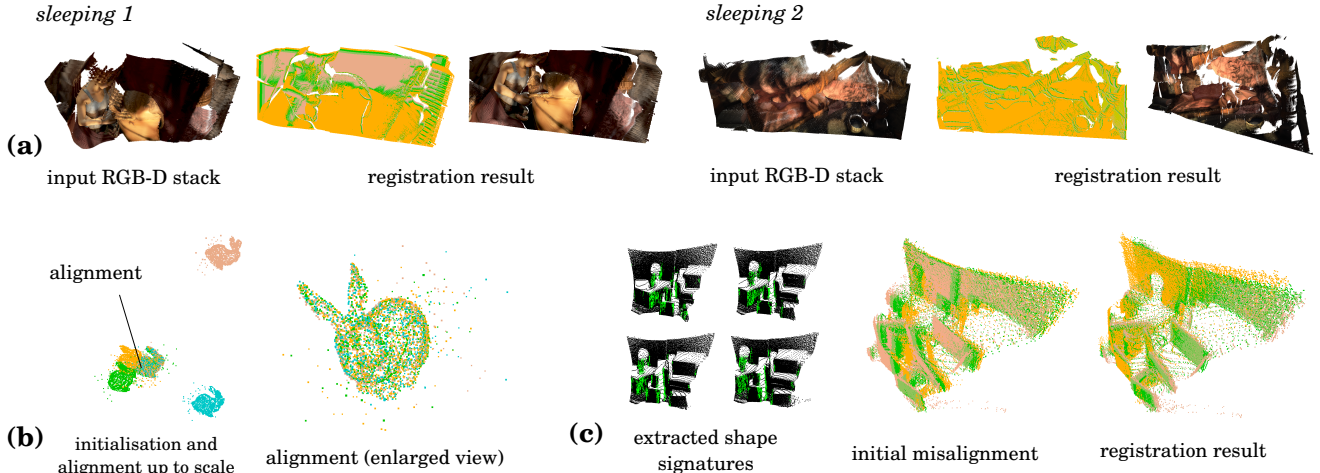 sleeping 1
sleeping 2
(a)
input RGB-D stack
registration result
input RGB-D stack
registration result
alignment
(b)
initialisation and
alignment up to scale
alignment (enlarged view)
(c)
extracted shape
signatures
initial misalignment
registration result